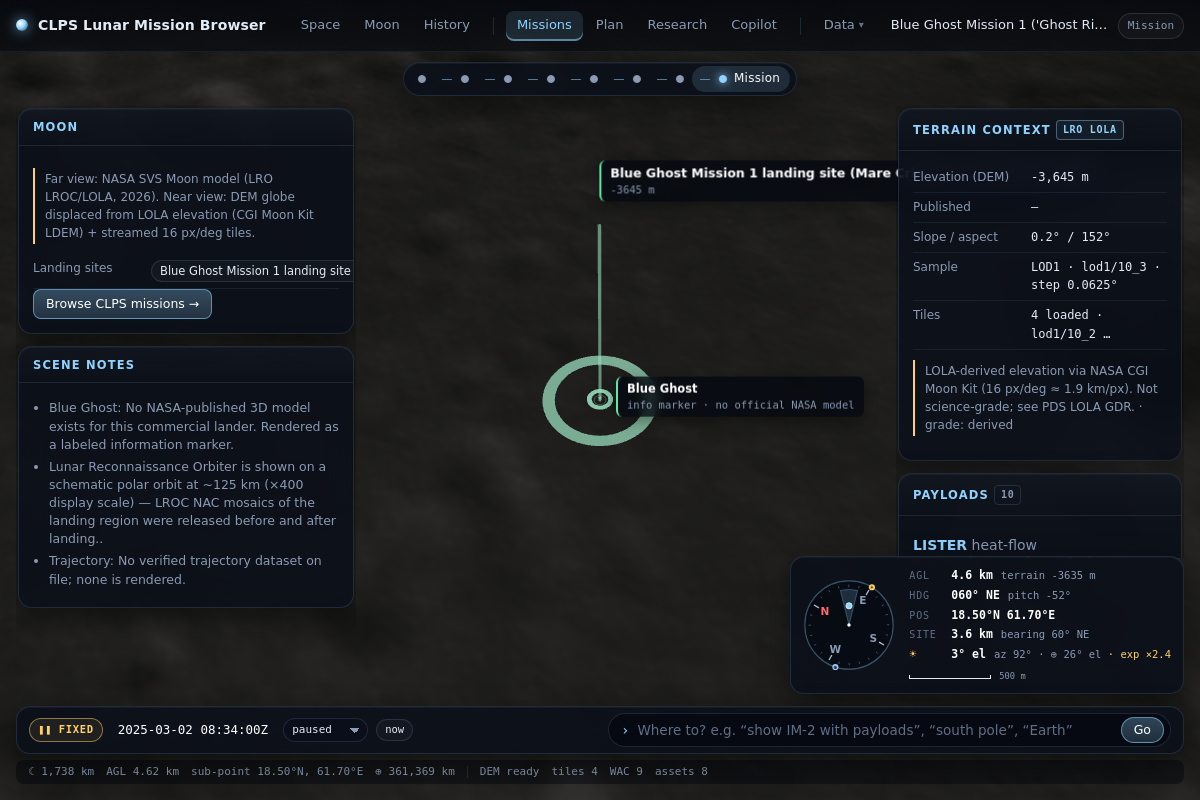 CLPS Lunar Mission Browser
Space Moon History Missions Plan Research Copilot Data ▾ Blue Ghost Mission 1 ('Ghost Ri… Mission
— — — — — — — Mission
MOON
Far view: NASA SVS Moon model (LRO
LROC/LOLA, 2026). Near view: DEM globe
displaced from LOLA elevation (CGI Moon Kit
LDEM) + streamed 16 px/deg tiles.
Landing sites Blue Ghost Mission 1 landing site
Browse CLPS missions →
SCENE NOTES
• Blue Ghost: No NASA-published 3D model
exists for this commercial lander. Rendered as
a labeled information marker.
• Lunar Reconnaissance Orbiter is shown on a
schematic polar orbit at ~125 km (×400
display scale) — LROC NAC mosaics of the
landing region were released before and after
landing..
• Trajectory: No verified trajectory dataset on
file; none is rendered.
Blue Ghost Mission 1 landing site (Mare
-3645 m
Blue Ghost
info marker · no official NASA model
TERRAIN CONTEXT LRO LOLA
Elevation (DEM) -3,645 m
Published —
Slope / aspect 0.2° / 152°
Sample LOD1 · lod1/10_3 ·
step 0.0625°
Tiles 4 loaded ·
lod1/10_2 …
LOLA-derived elevation via NASA CGI
Moon Kit (16 px/deg ≈ 1.9 km/px). Not
science-grade; see PDS LOLA GDR. ·
grade: derived
PAYLOADS 10
LISTER heat-flow
N E S W
AGL 4.6 km terrain -3635 m
HDG 060° NE pitch -52°
POS 18.50°N 61.70°E
SITE 3.6 km bearing 60° NE
☀ 3° el az 92° · ⊕ 26° el · exp ×2.4
500 m
❚❚ FIXED 2025-03-02 08:34:00Z paused now
› Where to? e.g. “show IM-2 with payloads”, “south pole”, “Earth” Go
☾ 1,738 km AGL 4.62 km sub-point 18.50°N, 61.70°E ⊕ 361,369 km DEM ready tiles 4 WAC 9 assets 8